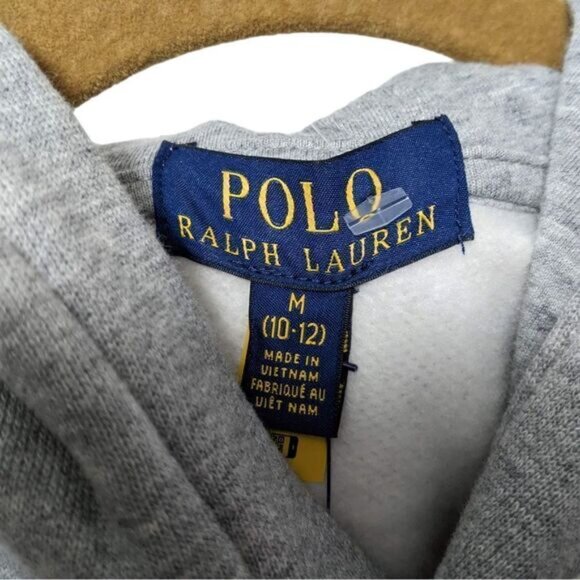 POLO
RALPH LAUREN
M
(10-12)
MADE IN
VIETNAM
FABRIQUÉ AU
VIÊT NAM